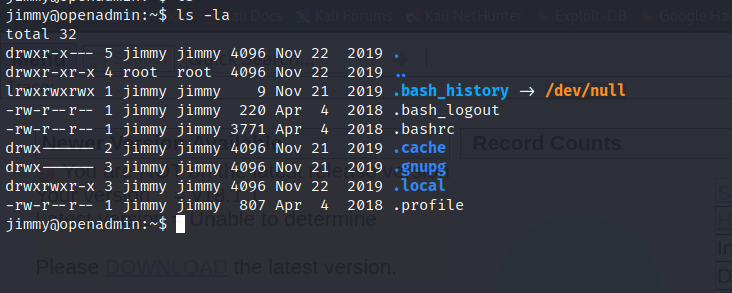 jimmy@openadmin:~$ ls
jimmy@openadmin:~$ ls -la
total 32
drwxr-x--- 5 jimmy jimmy 4096 Nov 22  2019 .
drwxr-xr-x 4 root  root  4096 Nov 22  2019 ..
lrwxrwxrwx 1 jimmy jimmy    9 Nov 21  2019 .bash_history -> /dev/null
-rw-r--r-- 1 jimmy jimmy  220 Apr  4  2018 .bash_logout
-rw-r--r-- 1 jimmy jimmy 3771 Apr  4  2018 .bashrc
drwx------ 2 jimmy jimmy 4096 Nov 21  2019 .cache
drwx------ 3 jimmy jimmy 4096 Nov 21  2019 .gnupg
drwxrwxr-x 3 jimmy jimmy 4096 Nov 22  2019 .local
-rw-r--r-- 1 jimmy jimmy  807 Apr  4  2018 .profile
jimmy@openadmin:~$
Docs Kali Forums Kali NetHunter Exploit-DB Google Ha
Record Counts
Unable to determine
Please DOWNLOAD the latest version.